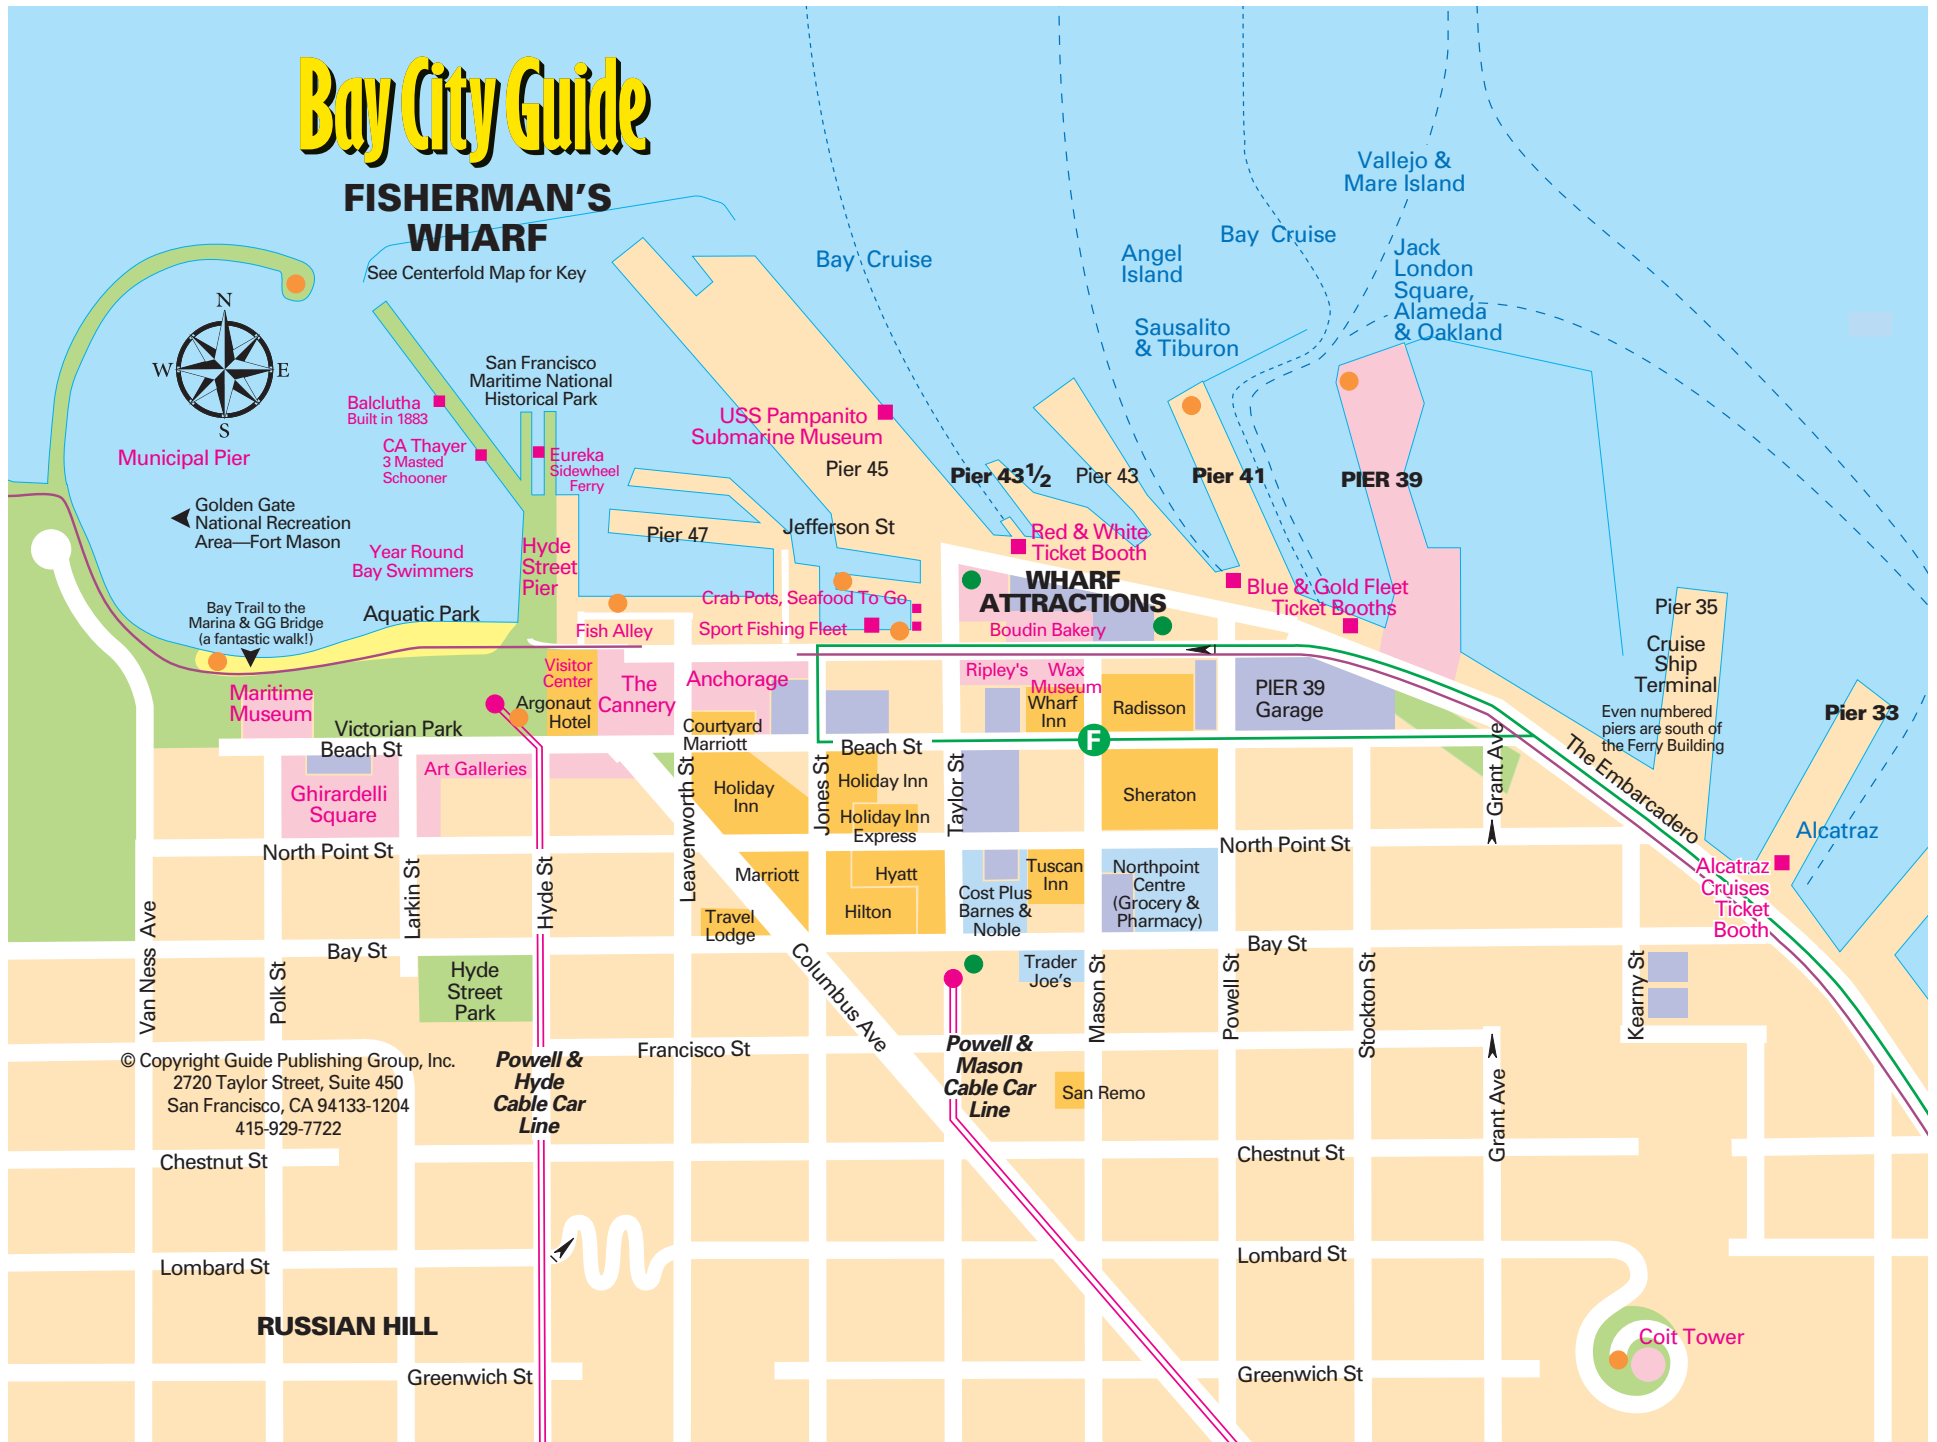 Bay City Guide
FISHERMAN'S
WHARF
See Centerfold Map for Key
N
W
E
S
Vallejo &
Mare Island
Bay Cruise
Bay Cruise
Angel
Island
Jack
London
Square,
Alameda
& Oakland
Sausalito
& Tiburon
San Francisco
Maritime National
Historical Park
Balclutha
Built in 1883
CA Thayer
3 Masted
Schooner
Eureka
Sidewheel
Ferry
Municipal Pier
USS Pampanito
Submarine Museum
Pier 45
Pier 43½
Pier 43
Pier 41
PIER 39
Golden Gate
National Recreation
Area—Fort Mason
Year Round
Bay Swimmers
Hyde
Street
Pier
Pier 47
Jefferson St
Red & White
Ticket Booth
WHARF
ATTRACTIONS
Blue & Gold Fleet
Ticket Booths
Bay Trail to the
Marina & GG Bridge
(a fantastic walk!)
Aquatic Park
Crab Pots, Seafood To Go
Fish Alley
Sport Fishing Fleet
Boudin Bakery
Pier 35
Cruise
Ship
Terminal
Even numbered
piers are south of
the Ferry Building
Pier 33
Visitor
Center
Argonaut
Hotel
The
Cannery
Anchorage
Ripley's
Wax
Museum
Wharf
Inn
Radisson
PIER 39
Garage
Maritime
Museum
Victorian Park
Beach St
Courtyard
Marriott
Beach St
F
The Embarcadero
Grant Ave
Art Galleries
Ghirardelli
Square
Holiday
Inn
Holiday Inn
Holiday Inn
Express
Sheraton
Alcatraz
Leavenworth St
Jones St
Taylor St
North Point St
North Point St
Marriott
Hyatt
Hilton
Travel
Lodge
Cost Plus
Barnes &
Noble
Tuscan
Inn
Northpoint
Centre
(Grocery &
Pharmacy)
Alcatraz
Cruises
Ticket
Booth
Van Ness Ave
Polk St
Larkin St
Hyde St
Bay St
Bay St
Hyde
Street
Park
Columbus Ave
Trader
Joe's
Mason St
Powell St
Stockton St
Kearny St
Francisco St
© Copyright Guide Publishing Group, Inc.
2720 Taylor Street, Suite 450
San Francisco, CA 94133-1204
415-929-7722
Powell &
Hyde
Cable Car
Line
Powell &
Mason
Cable Car
Line
San Remo
Grant Ave
Chestnut St
Chestnut St
Lombard St
Lombard St
RUSSIAN HILL
Coit Tower
Greenwich St
Greenwich St